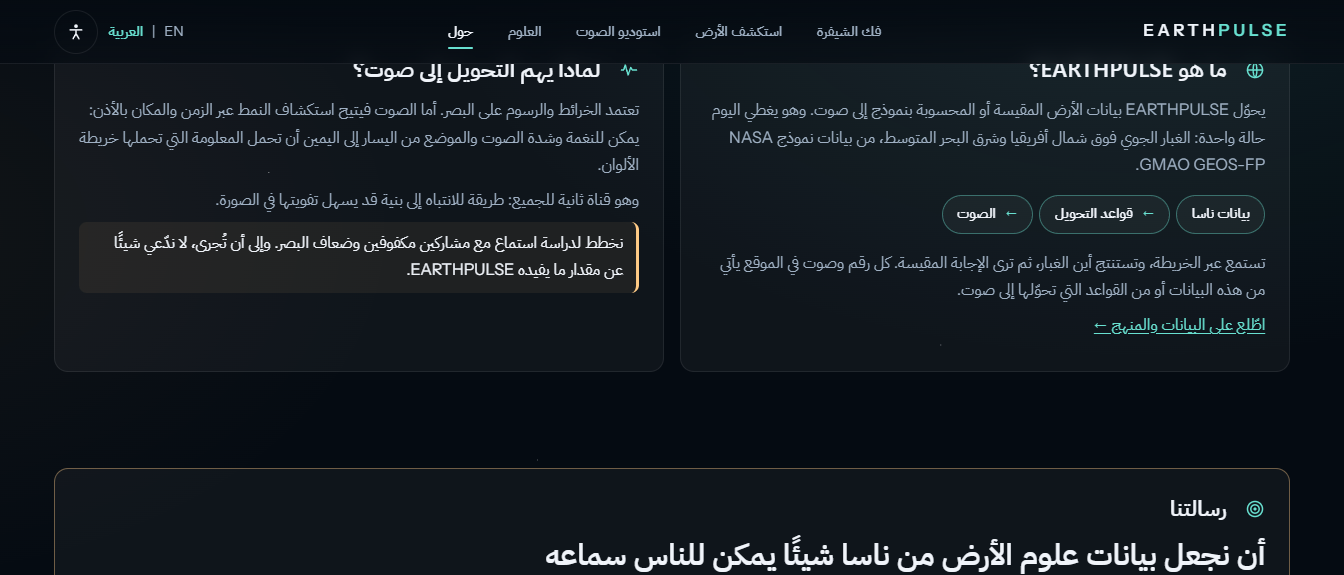 EARTHPULSE
فك الشيفرة
استكشف الأرض
استوديو الصوت
العلوم
حول
EN | العربية
ما هو EARTHPULSE؟
يحوّل EARTHPULSE بيانات الأرض المقيسة أو المحسوبة بنموذج إلى صوت. وهو يغطي اليوم
حالة واحدة: الغبار الجوي فوق شمال أفريقيا وشرق البحر المتوسط، من بيانات نموذج NASA
GMAO GEOS-FP.
بيانات ناسا
← قواعد التحويل
← الصوت
تستمع عبر الخريطة، وتستنتج أين الغبار، ثم ترى الإجابة المقيسة. كل رقم وصوت في الموقع يأتي
من هذه البيانات أو من القواعد التي تحوّلها إلى صوت.
اطّلع على البيانات والمنهج ←
لماذا يهم التحويل إلى صوت؟
تعتمد الخرائط والرسوم على البصر. أما الصوت فيتيح استكشاف النمط عبر الزمن والمكان بالأذن:
يمكن للنغمة وشدة الصوت والموضع من اليسار إلى اليمين أن تحمل المعلومة التي تحملها خريطة
الألوان.
وهو قناة ثانية للجميع: طريقة للانتباه إلى بنية قد يسهل تفويتها في الصورة.
نخطط لدراسة استماع مع مشاركين مكفوفين وضعاف البصر. وإلى أن تُجرى، لا ندّعي شيئًا
عن مقدار ما يفيده EARTHPULSE.
رسالتنا
أن نجعل بيانات علوم الأرض من ناسا شيئًا يمكن للناس سماعه